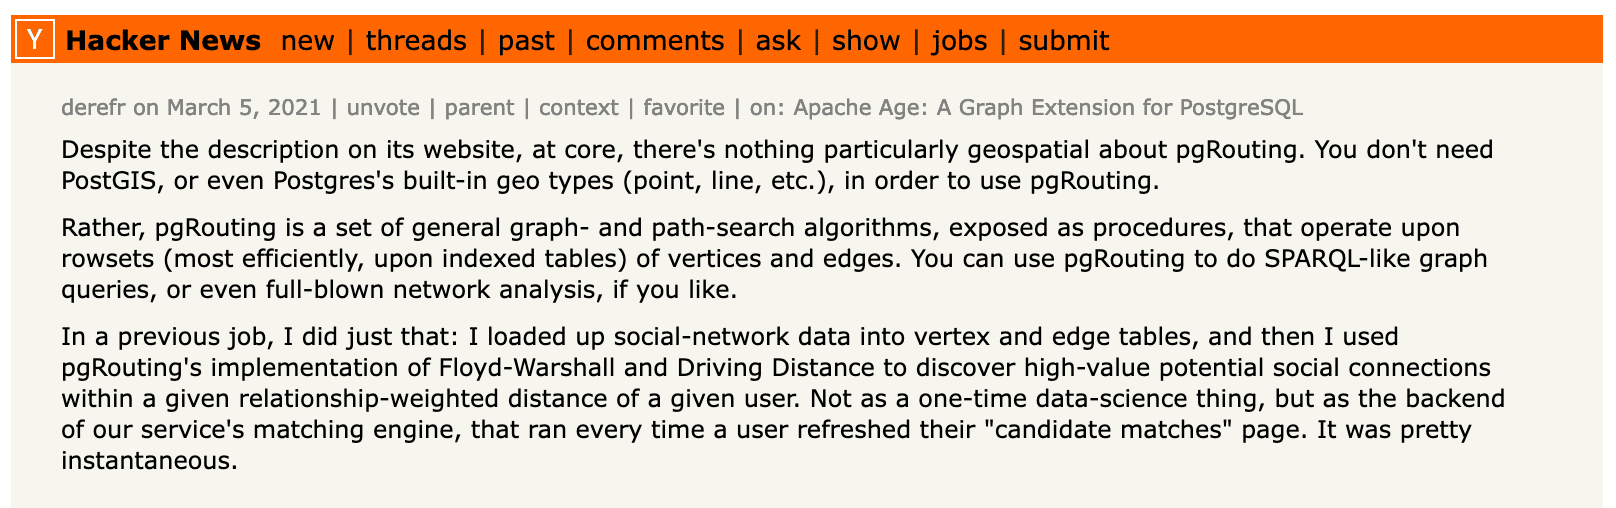 Y Hacker News new | threads | past | comments | ask | show | jobs | submit
derefr on March 5, 2021 | unvote | parent | context | favorite | on: Apache Age: A Graph Extension for PostgreSQL
Despite the description on its website, at core, there's nothing particularly geospatial about pgRouting. You don't need
PostGIS, or even Postgres's built-in geo types (point, line, etc.), in order to use pgRouting.
Rather, pgRouting is a set of general graph- and path-search algorithms, exposed as procedures, that operate upon
rowsets (most efficiently, upon indexed tables) of vertices and edges. You can use pgRouting to do SPARQL-like graph
queries, or even full-blown network analysis, if you like.
In a previous job, I did just that: I loaded up social-network data into vertex and edge tables, and then I used
pgRouting's implementation of Floyd-Warshall and Driving Distance to discover high-value potential social connections
within a given relationship-weighted distance of a given user. Not as a one-time data-science thing, but as the backend
of our service's matching engine, that ran every time a user refreshed their "candidate matches" page. It was pretty
instantaneous.